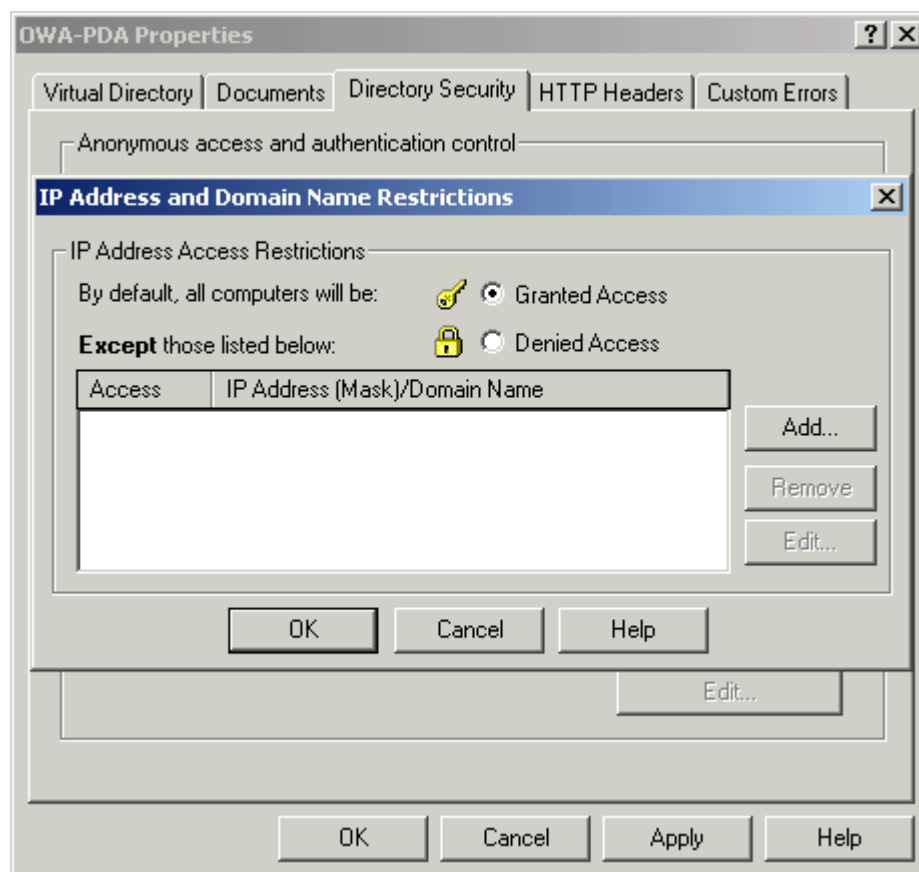 OWA-PDA Properties
Virtual Directory Documents Directory Security HTTP Headers Custom Errors
Anonymous access and authentication control
IP Address and Domain Name Restrictions
IP Address Access Restrictions
By default, all computers will be: Granted Access
Except those listed below: Denied Access
Access IP Address (Mask)/Domain Name
Add...
Remove
Edit...
OK Cancel Help
Edit...
OK Cancel Apply Help